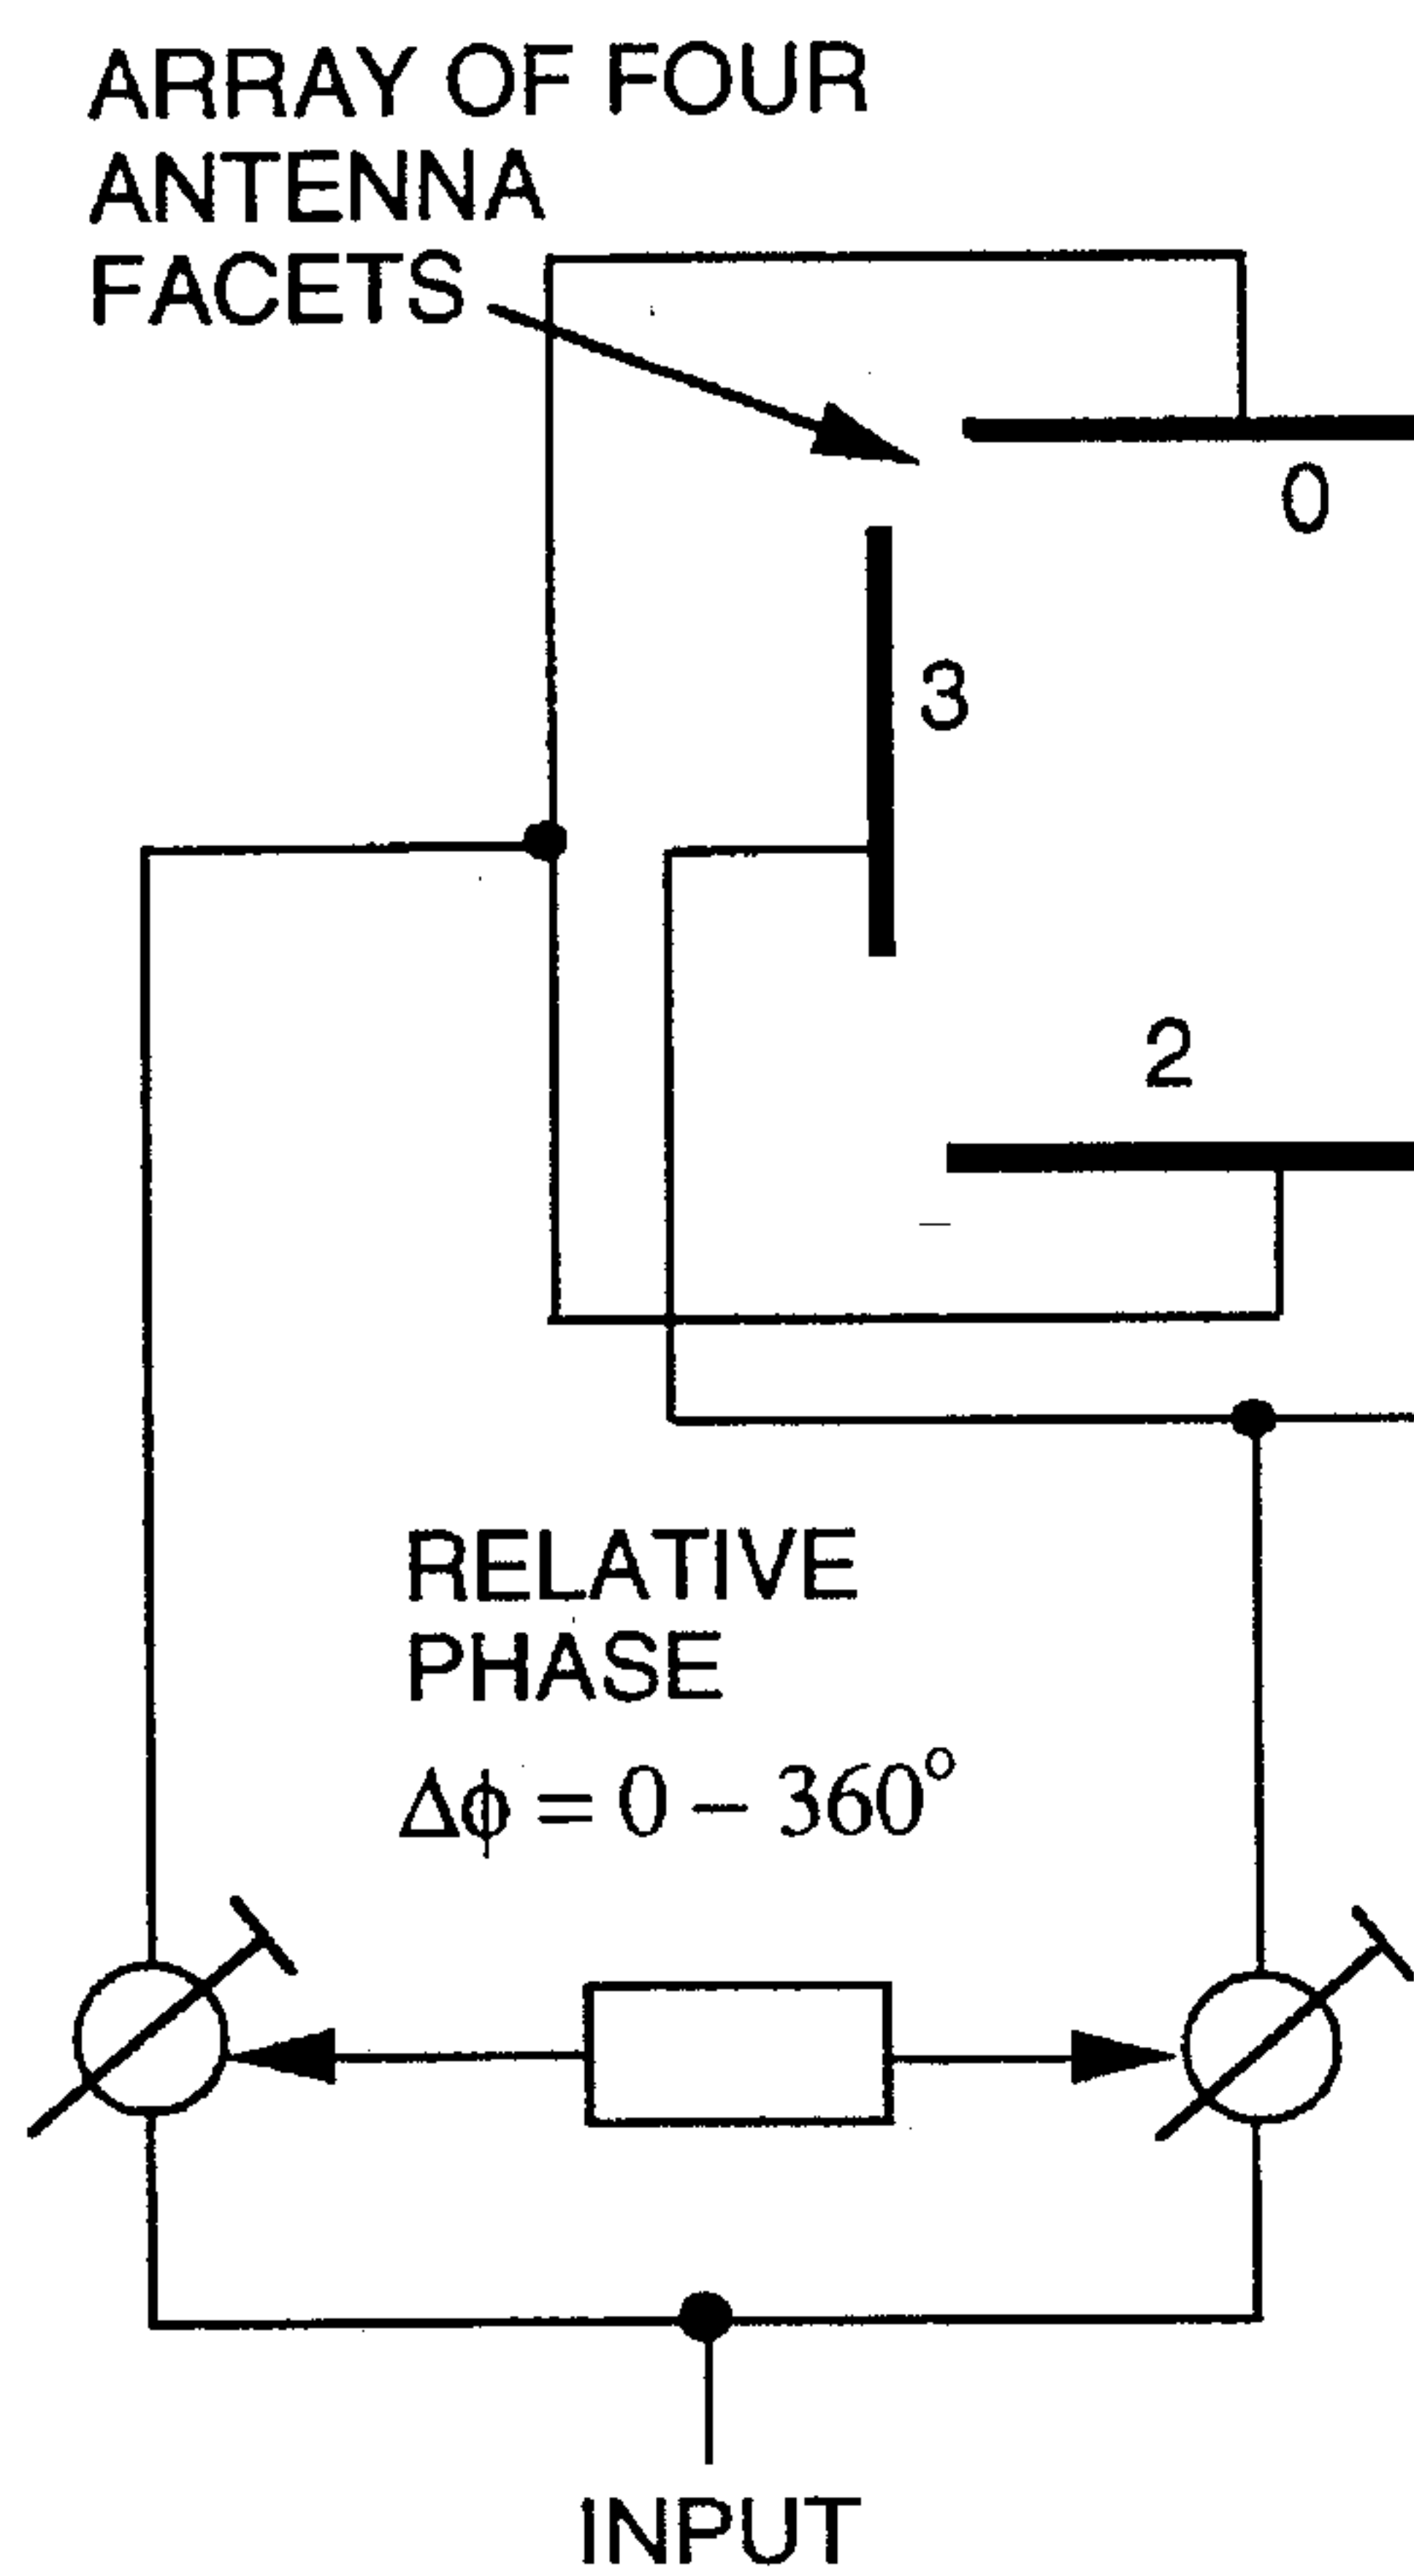 ARRAY OF FOUR
ANTENNA
FACETS
0
3
2
RELATIVE
PHASE
Δϕ = 0 – 360°
INPUT